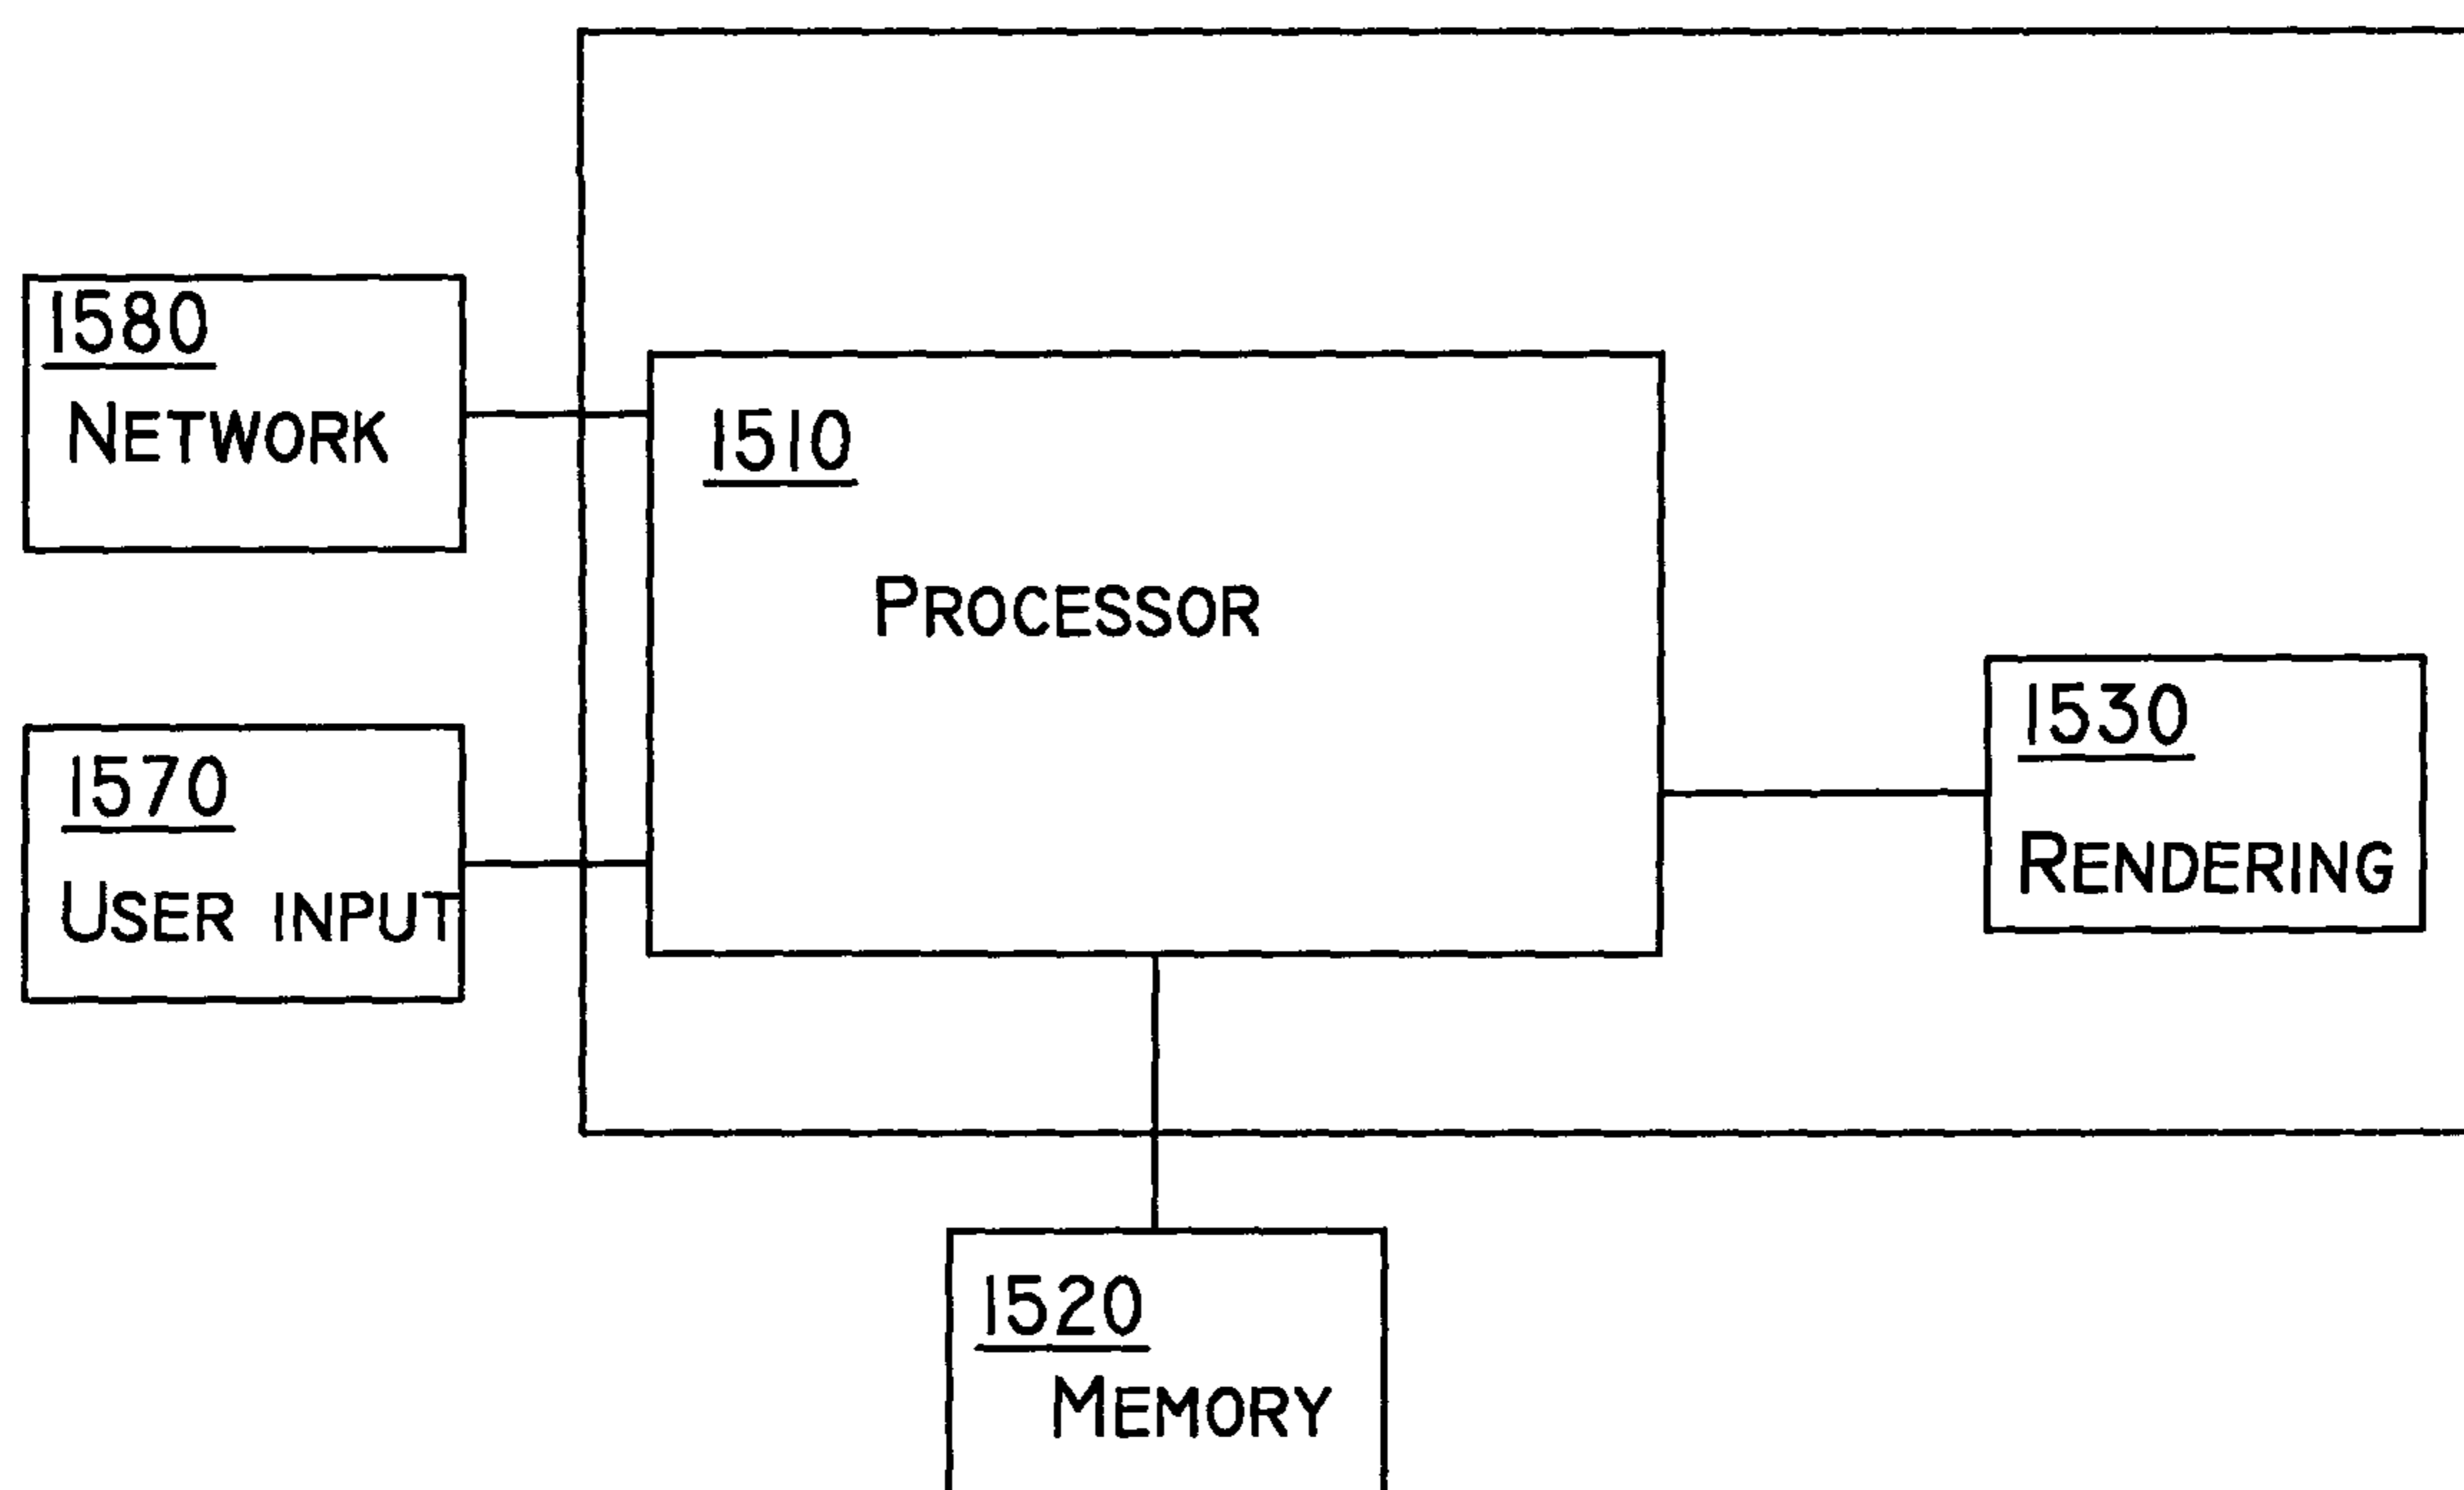 1580
NETWORK
1510
PROCESSOR
1530
RENDERING
1570
USER INPUT
1520
MEMORY